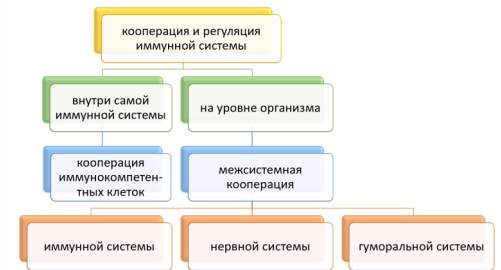 кооперация и регуляция
иммунной системы
внутри самой
иммунной системы
на уровне организма
кооперация
иммунокомпетен-
тных клеток
межсистемная
кооперация
иммунной системы
нервной системы
гуморальной системы